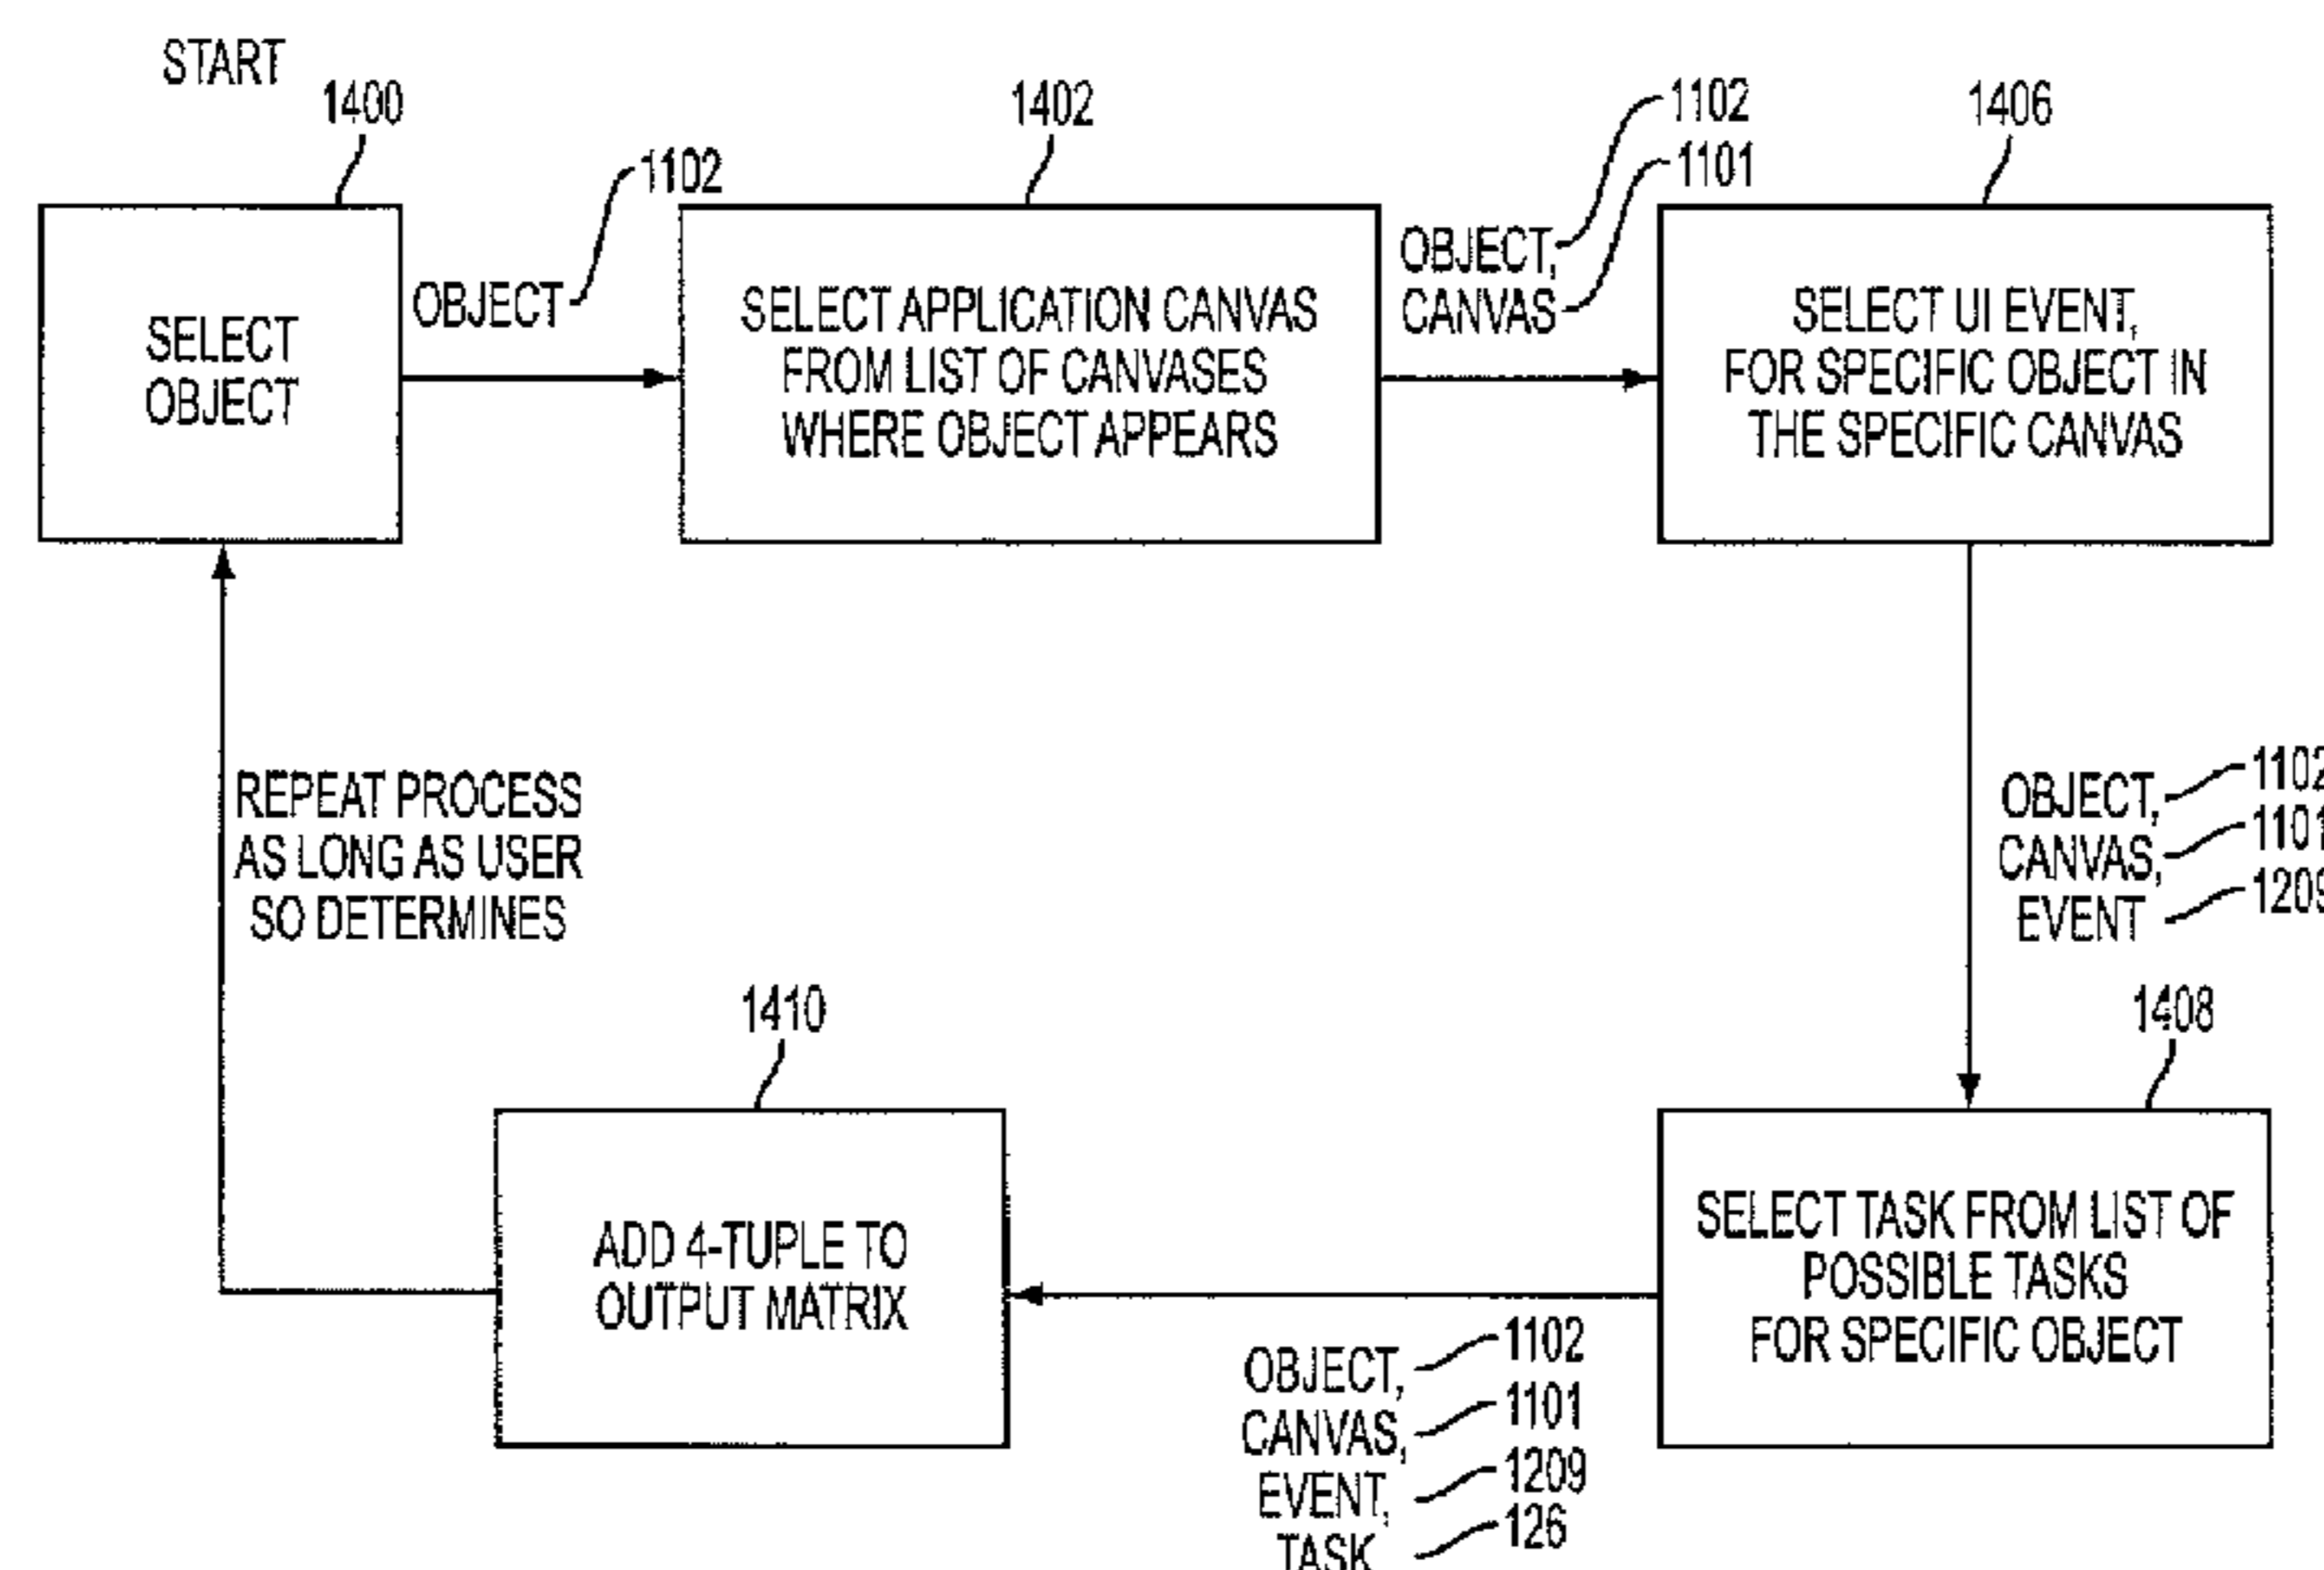 START
1400
SELECT
OBJECT
OBJECT
1102
1402
SELECT APPLICATION CANVAS
FROM LIST OF CANVASES
WHERE OBJECT APPEARS
OBJECT,
CANVAS
1102
1101
1406
SELECT UI EVENT,
FOR SPECIFIC OBJECT IN
THE SPECIFIC CANVAS
OBJECT,
CANVAS,
EVENT
1102
1101
1209
1408
SELECT TASK FROM LIST OF
POSSIBLE TASKS
FOR SPECIFIC OBJECT
OBJECT,
CANVAS,
EVENT,
TASK
1102
1101
1209
126
1410
ADD 4-TUPLE TO
OUTPUT MATRIX
REPEAT PROCESS
AS LONG AS USER
SO DETERMINES